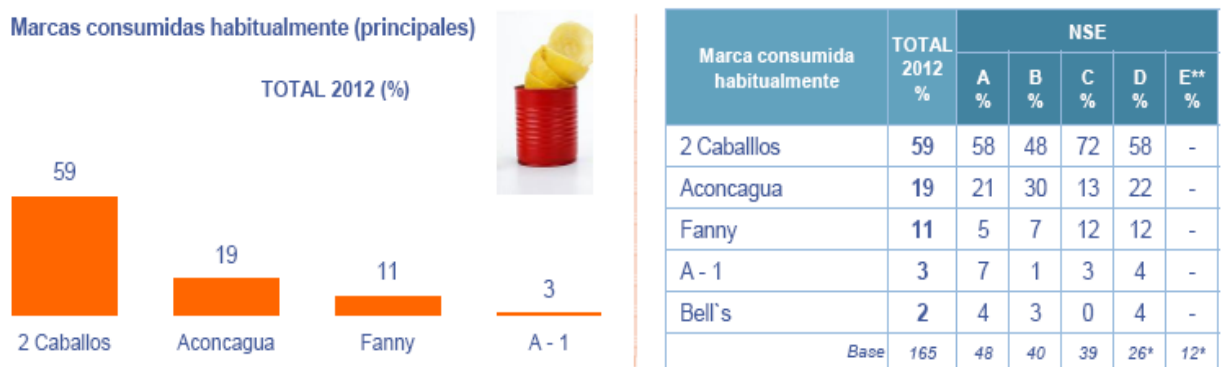 Marcas consumidas habitualmente (principales)
TOTAL 2012 (%)
59
19
11
3
2 Caballos
Aconcagua
Fanny
A - 1
Marca consumida habitualmente
TOTAL 2012 %
NSE
A %
B %
C %
D %
E** %
2 Caballlos 59 58 48 72 58 -
Aconcagua 19 21 30 13 22 -
Fanny 11 5 7 12 12 -
A - 1 3 7 1 3 4 -
Bell`s 2 4 3 0 4 -
Base 165 48 40 39 26* 12*